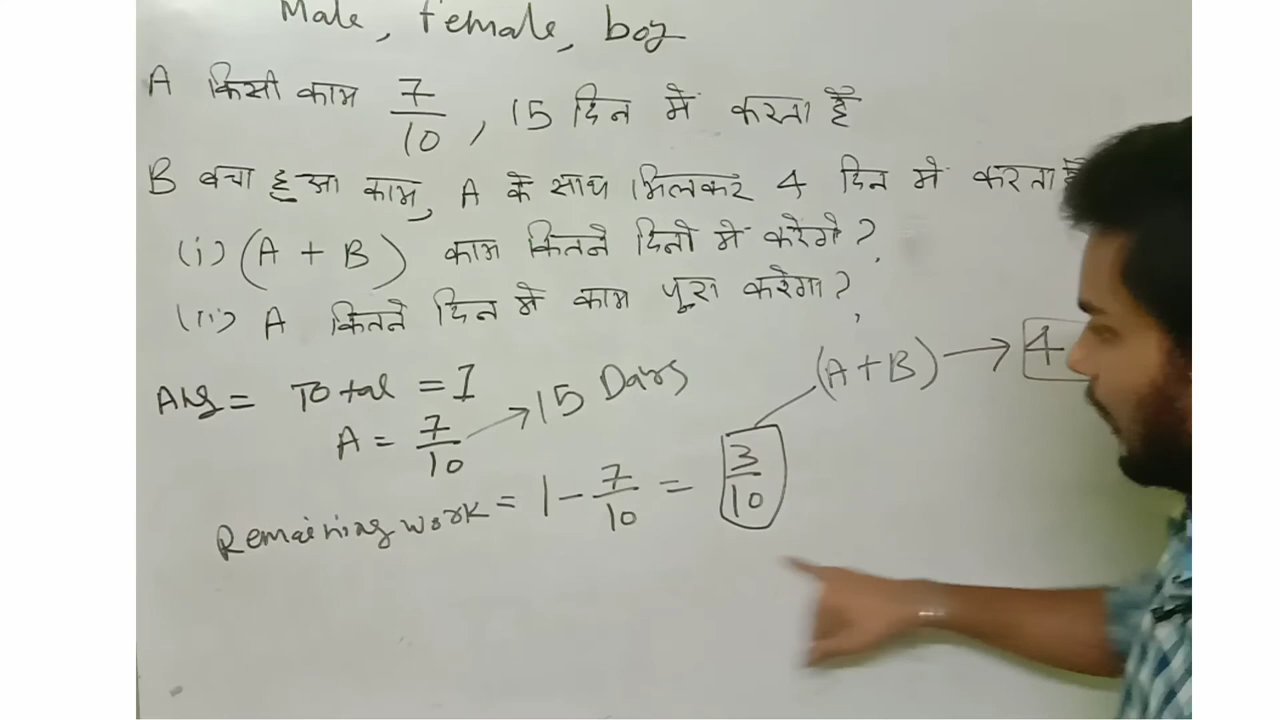 Male, female, boy
A किसी काम 7/10, 15 दिन में करता है
B बचा हुआ काम, A के साथ मिलकर 4 दिन में करता है
(i) (A + B) काम कितने दिनो में करेंगे?
(ii) A कितने दिन में काम पूरा करेगा?
(A+B) → 4
Ans = Total = 1
A = 7/10 → 15 Days
Remaining work = 1 - 7/10 = 3/10